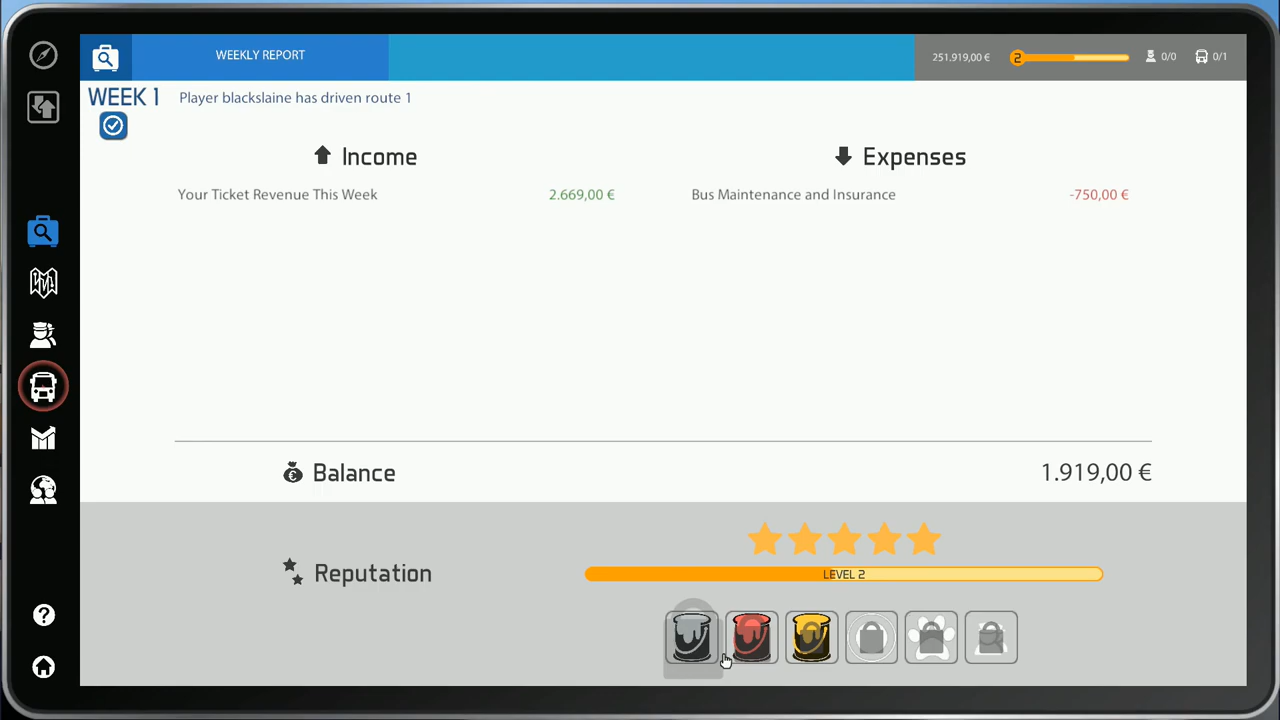 WEEKLY REPORT
251.919,00 €
2
0/0
0/1
WEEK 1
Player blackslaine has driven route 1
Income
Expenses
Your Ticket Revenue This Week
2.669,00 €
Bus Maintenance and Insurance
-750,00 €
Balance
1.919,00 €
Reputation
LEVEL 2